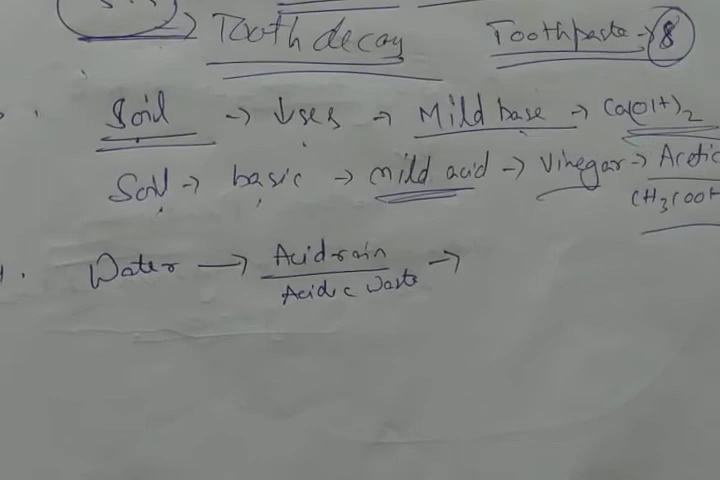 → Tooth decay Toothpaste → 8
Soil → Uses → Mild base → Ca(OH)2
Soil → basic → mild acid → Vinegar → Acetic
CH3COOH
Water → Acid rain →
Acidic Waste